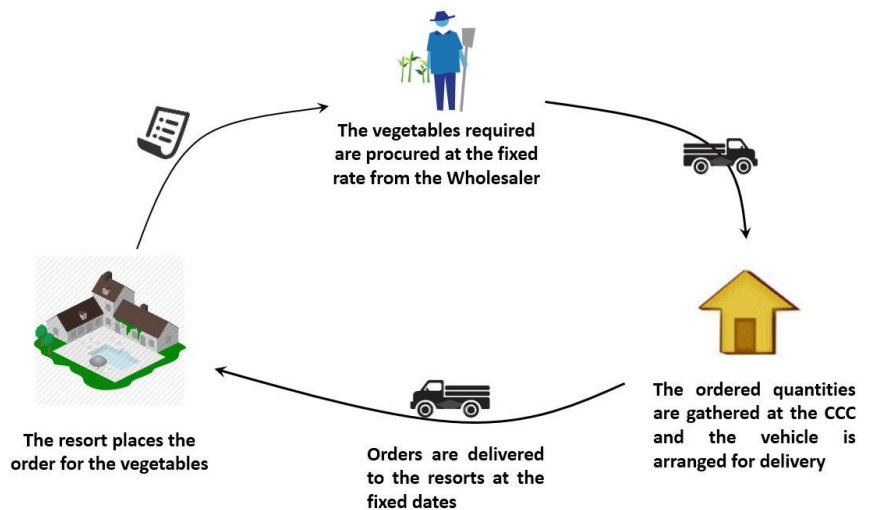 The vegetables required
are procured at the fixed
rate from the Wholesaler
The ordered quantities
are gathered at the CCC
and the vehicle is
arranged for delivery
Orders are delivered
to the resorts at the
fixed dates
The resort places the
order for the vegetables